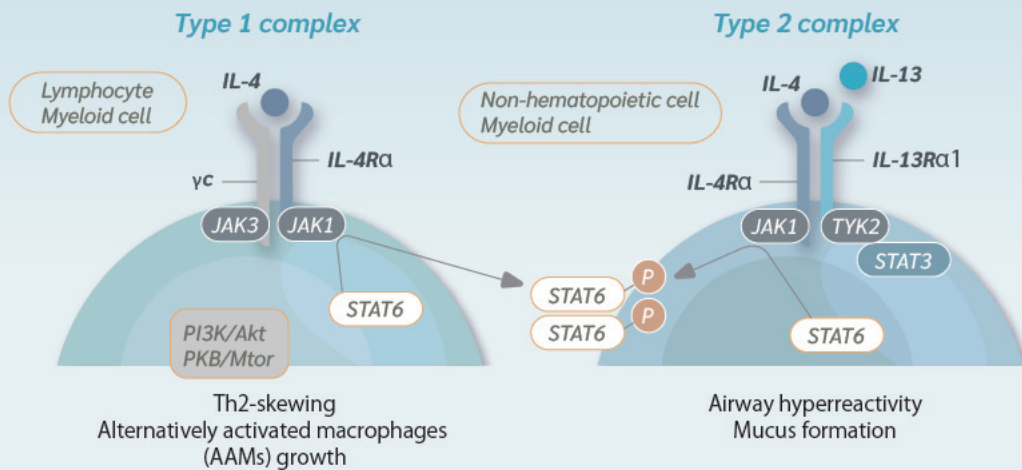 Type 1 complex
IL-4
Lymphocyte
Myeloid cell
IL-4Rα
γc
JAK3
JAK1
STAT6
PI3K/Akt
PKB/Mtor
Th2-skewing
Alternatively activated macrophages
(AAMs) growth
Type 2 complex
IL-4
IL-13
Non-hematopoietic cell
Myeloid cell
IL-4Rα
IL-13Rα1
JAK1
TYK2
STAT3
STAT6
P
STAT6
P
STAT6
Airway hyperreactivity
Mucus formation